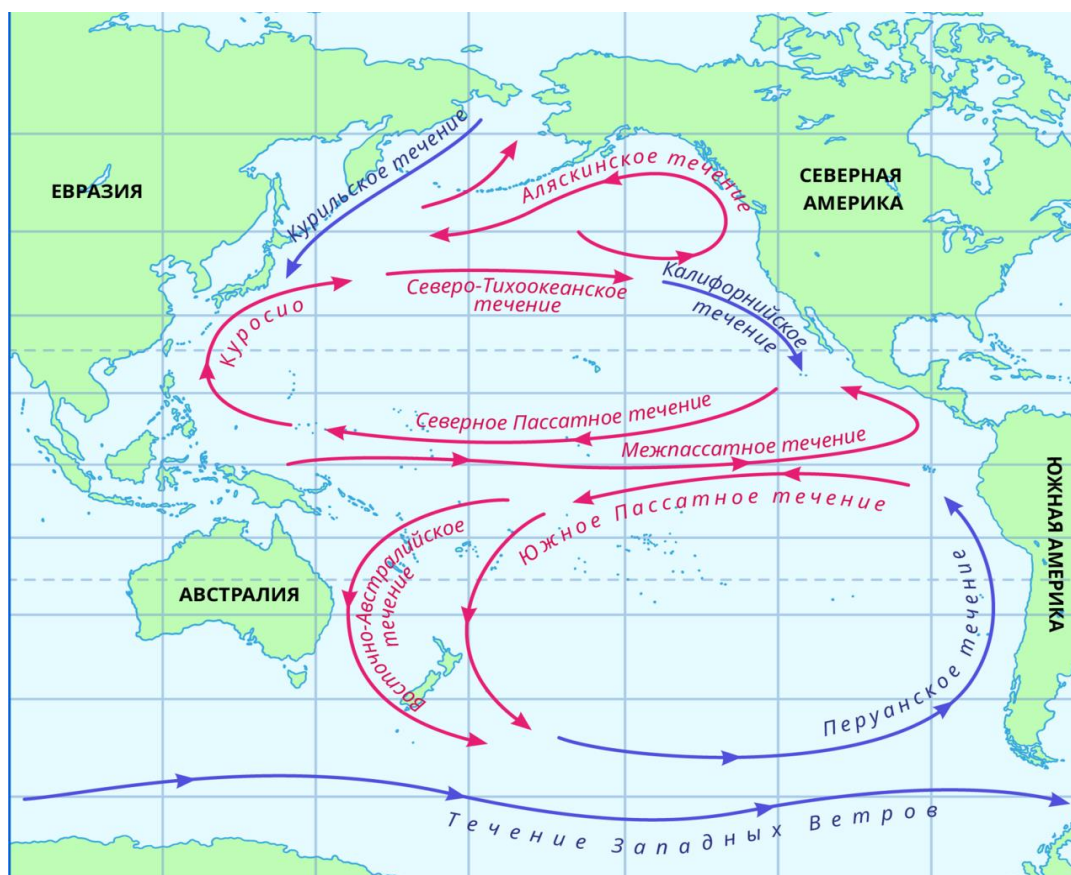 Курильское течение
Аляскинское течение
ЕВРАЗИЯ
СЕВЕРНАЯ
АМЕРИКА
Северо-Тихоокеанское
течение
Калифорнийское
течение
Куросио
Северное Пассатное течение
Межпассатное течение
Южное Пассатное течение
ЮЖНАЯ АМЕРИКА
Восточно-Австралийское
течение
АВСТРАЛИЯ
Перуанское течение
Течение Западных Ветров